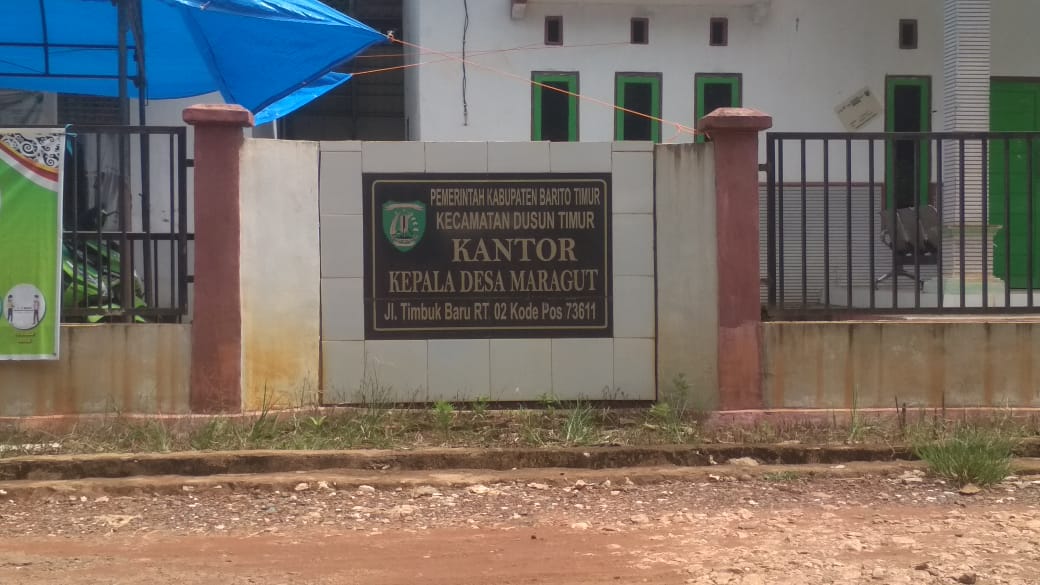 PEMERINTAH KABUPATEN BARITO TIMUR
KECAMATAN DUSUN TIMUR
KANTOR
KEPALA DESA MARAGUT
Jl. Timbuk Baru RT 02 Kode Pos 73611